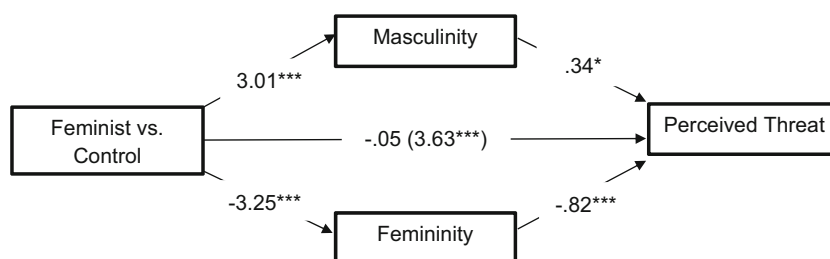 Masculinity
3.01***
.34*
Feminist vs.
Control
-.05 (3.63***)
Perceived Threat
-3.25***
-.82***
Femininity